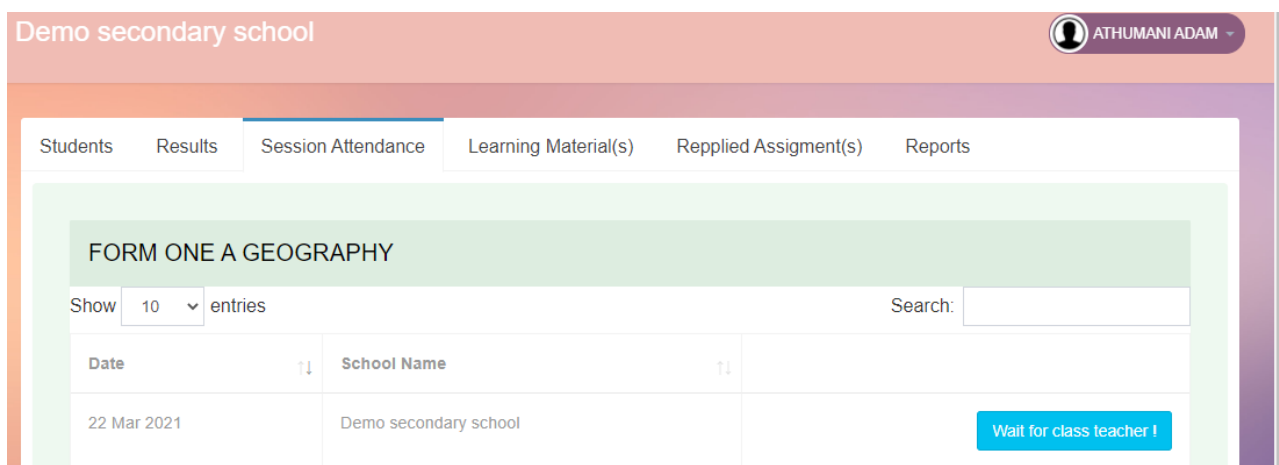 Demo secondary school
ATHUMANI ADAM
Students Results Session Attendance Learning Material(s) Repplied Assigment(s) Reports
FORM ONE A GEOGRAPHY
Show 10 entries Search:
Date School Name
22 Mar 2021 Demo secondary school Wait for class teacher !